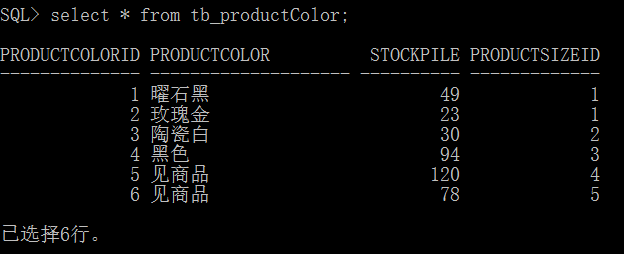 SQL> select * from tb_productColor;
PRODUCTCOLORID PRODUCTCOLOR STOCKPILE PRODUCTSIZEID
-------------- -------------------- ---------- -------------
1 曜石黑 49 1
2 玫瑰金 23 1
3 陶瓷白 30 2
4 黑色 94 3
5 见商品 120 4
6 见商品 78 5
已选择6行。